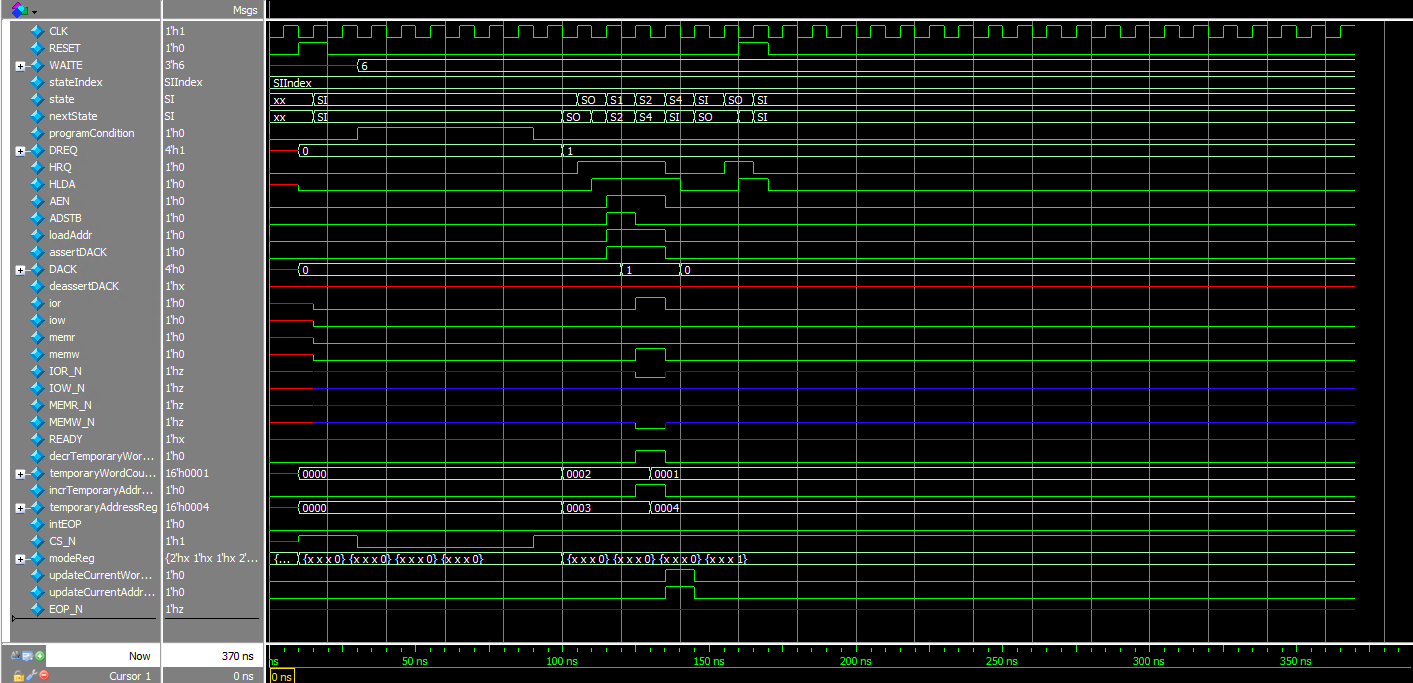 Msgs
CLK 1'h1
RESET 1'h0
WAITE 3'h6 6
stateIndex SIIndex SIIndex
state SI xx SI SO S1 S2 S4 SI SO SI
nextState SI xx SI SO S2 S4 SI SO SI
programCondition 1'h0
DREQ 4'h1 0 1
HRQ 1'h0
HLDA 1'h0
AEN 1'h0
ADSTB 1'h0
loadAddr 1'h0
assertDACK 1'h0
DACK 4'h0 0 1 0
deassertDACK 1'hx
ior 1'h0
iow 1'h0
memr 1'h0
memw 1'h0
IOR_N 1'hz
IOW_N 1'hz
MEMR_N 1'hz
MEMW_N 1'hz
READY 1'hx
decrTemporaryWor... 1'h0
temporaryWordCou... 16'h0001 0000 0002 0001
incrTemporaryAddr... 1'h0
temporaryAddressReg 16'h0004 0000 0003 0004
intEOP 1'h0
CS_N 1'h1
modeReg {2'hx 1'hx 1'hx 2'... {... {x x x 0} {x x x 0} {x x x 0} {x x x 0} {x x x 0} {x x x 0} {x x x 0} {x x x 1}
updateCurrentWor... 1'h0
updateCurrentAddr... 1'h0
EOP_N 1'hz
Now 370 ns ns 50 ns 100 ns 150 ns 200 ns 250 ns 300 ns 350 ns
Cursor 1 0 ns 0 ns